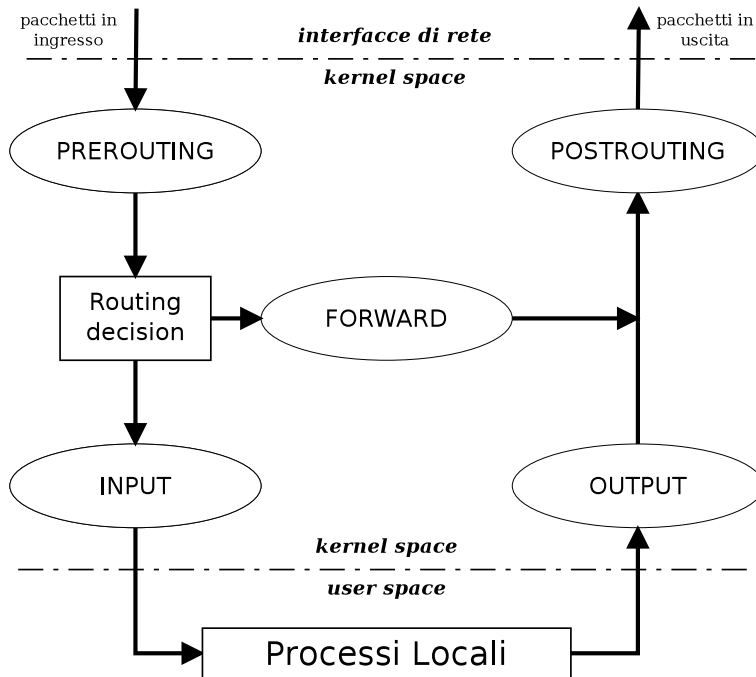 pacchetti in
ingresso
interfacce di rete
pacchetti in
uscita
kernel space
PREROUTING
POSTROUTING
Routing
decision
FORWARD
INPUT
OUTPUT
kernel space
user space
Processi Locali